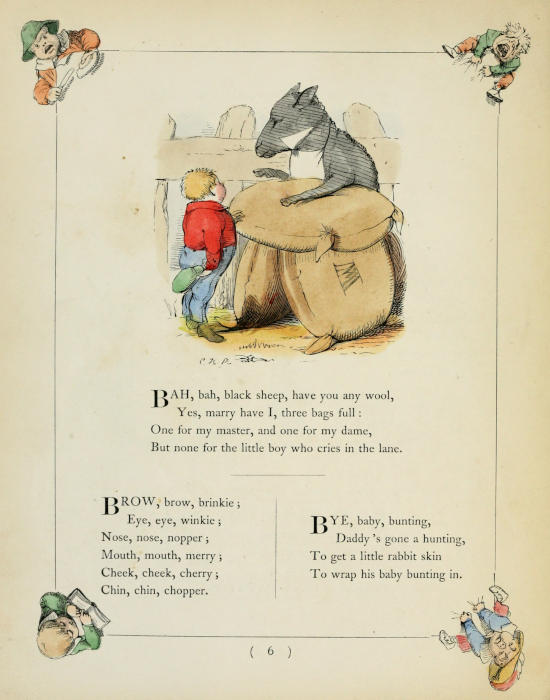 BAH, bah, black sheep, have you any wool,
Yes, marry have I, three bags full :
One for my master, and one for my dame,
But none for the little boy who cries in the lane.
BROW, brow, brinkie ;
Eye, eye, winkie ;
Nose, nose, nopper ;
Mouth, mouth, merry ;
Cheek, cheek, cherry ;
Chin, chin, chopper.
BYE, baby, bunting,
Daddy's gone a hunting,
To get a little rabbit skin
To wrap his baby bunting in.
( 6 )